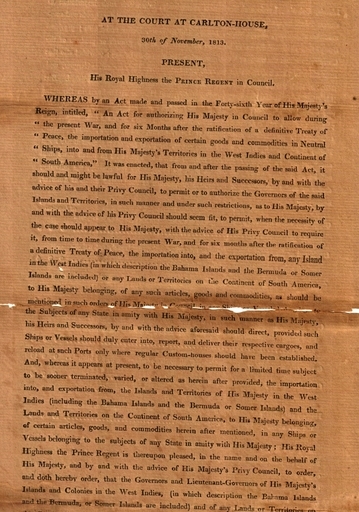 AT THE COURT AT CARLTON-HOUSE,
30th of November, 1813.
PRESENT,
His Royal Highness the PRINCE REGENT in Council.
WHEREAS by an Act made and passed in the Forty-sixth Year of His Majesty's
Reign, intitled, “ An Act for authorizing His Majesty in Council to allow during
“ the present War, and for six Months after the ratification of a definitive Treaty of
“ Peace, the importation and exportation of certain goods and commodities in Neutral
“ Ships, into and from His Majesty's Territories in the West Indies and Continent of
“ South America,” It was enacted, that from and after the passing of the said Act, it
should and might be lawful for His Majesty, his Heirs and Successors, by and with the
advice of his and their Privy Council, to permit or to authorize the Governors of the said
Islands and Territories, in such manner and under such restrictions, as to His Majesty, by
and with the advice of his Privy Council should seem fit, to permit, when the necessity of
the case should appear to His Majesty, with the advice of His Privy Council to require
it, from time to time during the present War, and for six months after the ratification of
a definitive Treaty of Peace, the importation into, and the exportation from, any Island
in the West Indies (in which description the Bahama Islands and the Bermuda or Somer
Islands are included) or any Lands or Territories on the Continent of South America,
to His Majesty belonging, of any such articles, goods and commodities, as should be
mentioned in such orders of His
the Subjects of any State in amity with His Majesty, in such manner as His Majesty,
his Heirs and Successors, by and with the advice aforesaid should direct, provided such
Ships or Vessels should duly enter into, report, and deliver their respective cargoes, and
reload at such Ports only where regular Custom-houses should have been established.
And, whereas it appears at present, to be necessary to permit for a limited time subject
to be sooner terminated, varied, or altered as herein after provided, the importation
into, and exportation from, the Islands and Territories of His Majesty in the West
Indies (including the Bahama Islands and the Bermuda or Somer Islands) and the
Lands and Territories on the Continent of South America, to His Majesty belonging,
of certain articles, goods, and commodities herein after mentioned, in any Ships or
Vessels belonging to the subjects of any State in amity with His Majesty ; His Royal
Highness the Prince Regent is thereupon pleased, in the name and on the behalf of
His Majesty, and by and with the advice of His Majesty's Privy Council, to order,
and doth hereby order, that the Governors and Lieutenant-Governors of His Majesty's
Islands and Colonies in the West Indies, (in which description the Bahama Islands
and the Bermuda, or Somer Islands are included) and of any Lands or Territories on